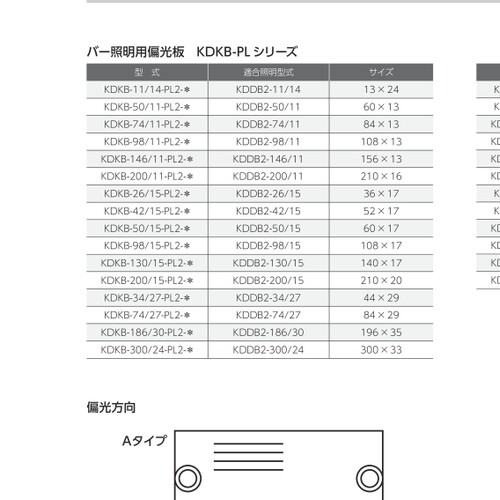 バー照明用偏光板　KDKB-PL シリーズ
型　式 適合照明型式 サイズ
KDKB-11/14-PL2-＊ KDDB2-11/14 13 × 24
KDKB-50/11-PL2-＊ KDDB2-50/11 60 × 13
KDKB-74/11-PL2-＊ KDDB2-74/11 84 × 13
KDKB-98/11-PL2-＊ KDDB2-98/11 108 × 13
KDKB-146/11-PL2-＊ KDDB2-146/11 156 × 13
KDKB-200/11-PL2-＊ KDDB2-200/11 210 × 16
KDKB-26/15-PL2-＊ KDDB2-26/15 36 × 17
KDKB-42/15-PL2-＊ KDDB2-42/15 52 × 17
KDKB-50/15-PL2-＊ KDDB2-50/15 60 × 17
KDKB-98/15-PL2-＊ KDDB2-98/15 108 × 17
KDKB-130/15-PL2-＊ KDDB2-130/15 140 × 17
KDKB-200/15-PL2-＊ KDDB2-200/15 210 × 20
KDKB-34/27-PL2-＊ KDDB2-34/27 44 × 29
KDKB-74/27-PL2-＊ KDDB2-74/27 84 × 29
KDKB-186/30-PL2-＊ KDDB2-186/30 196 × 35
KDKB-300/24-PL2-＊ KDDB2-300/24 300 × 33
偏光方向
Aタイプ